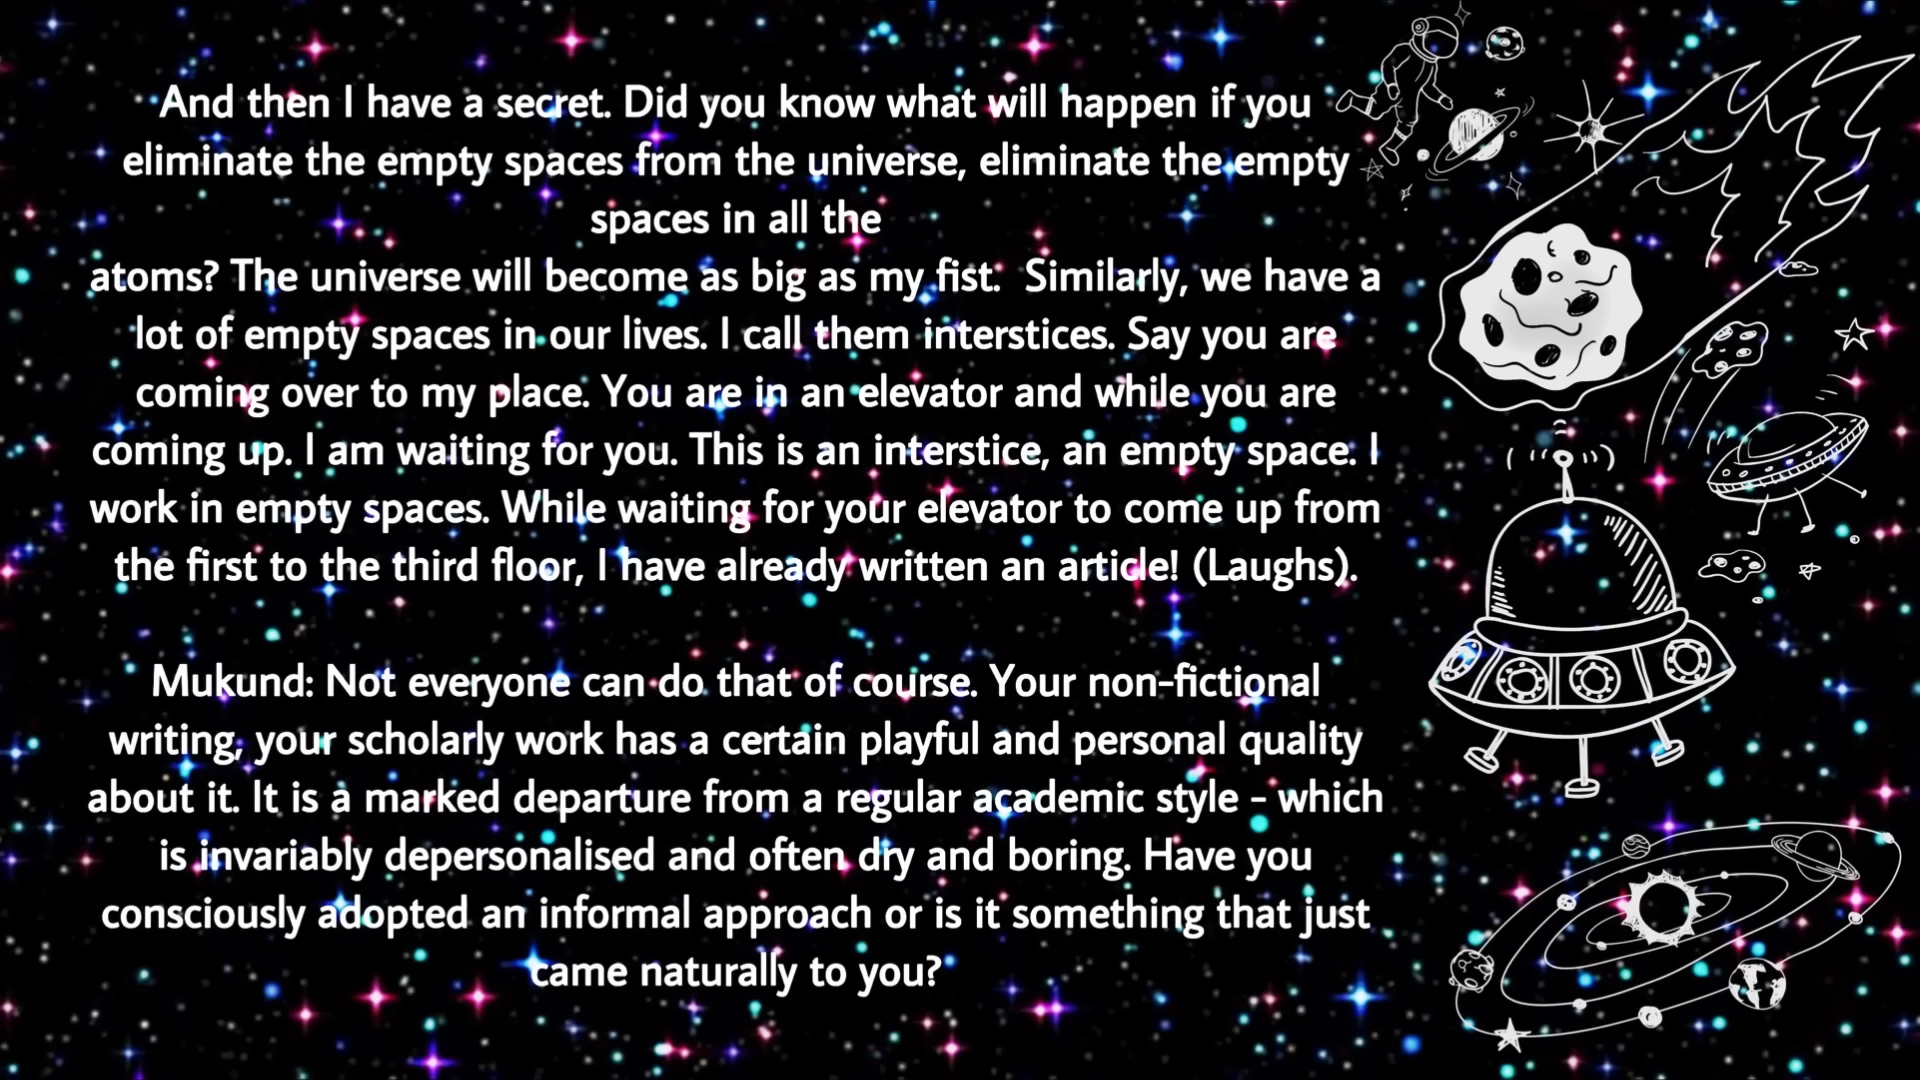 And then I have a secret. Did you know what will happen if you
eliminate the empty spaces from the universe, eliminate the empty
spaces in all the
atoms? The universe will become as big as my fist.  Similarly, we have a
lot of empty spaces in our lives. I call them interstices. Say you are
coming over to my place. You are in an elevator and while you are
coming up. I am waiting for you. This is an interstice, an empty space. I
work in empty spaces. While waiting for your elevator to come up from
the first to the third floor, I have already written an article! (Laughs).
Mukund: Not everyone can do that of course. Your non-fictional
writing, your scholarly work has a certain playful and personal quality
about it. It is a marked departure from a regular academic style - which
is invariably depersonalised and often dry and boring. Have you
consciously adopted an informal approach or is it something that just
came naturally to you?